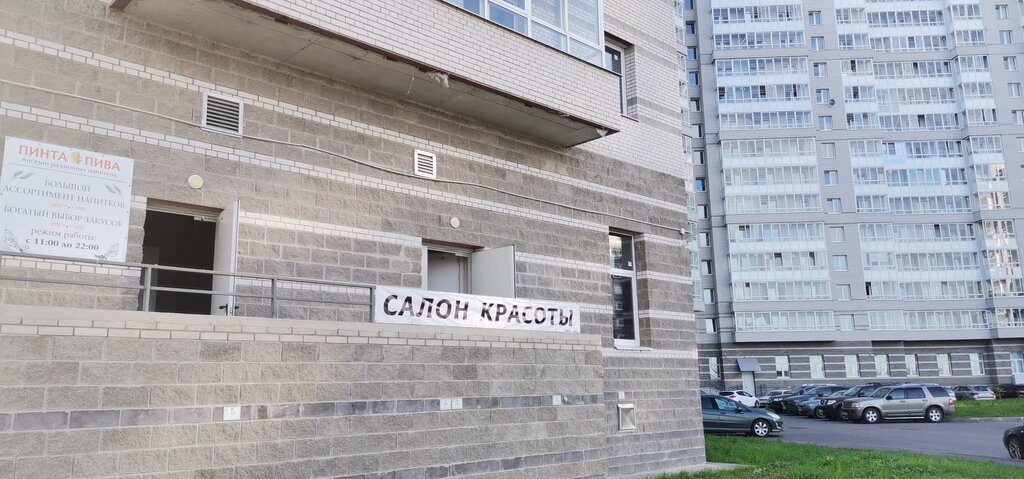 ПИНТА ПИВА
магазин разливных напитков
БОЛЬШОЙ
АССОРТИМЕНТ НАПИТКОВ
БОГАТЫЙ ВЫБОР ЗАКУСОК
режим работы:
с 11:00 до 22:00
САЛОН КРАСОТЫ